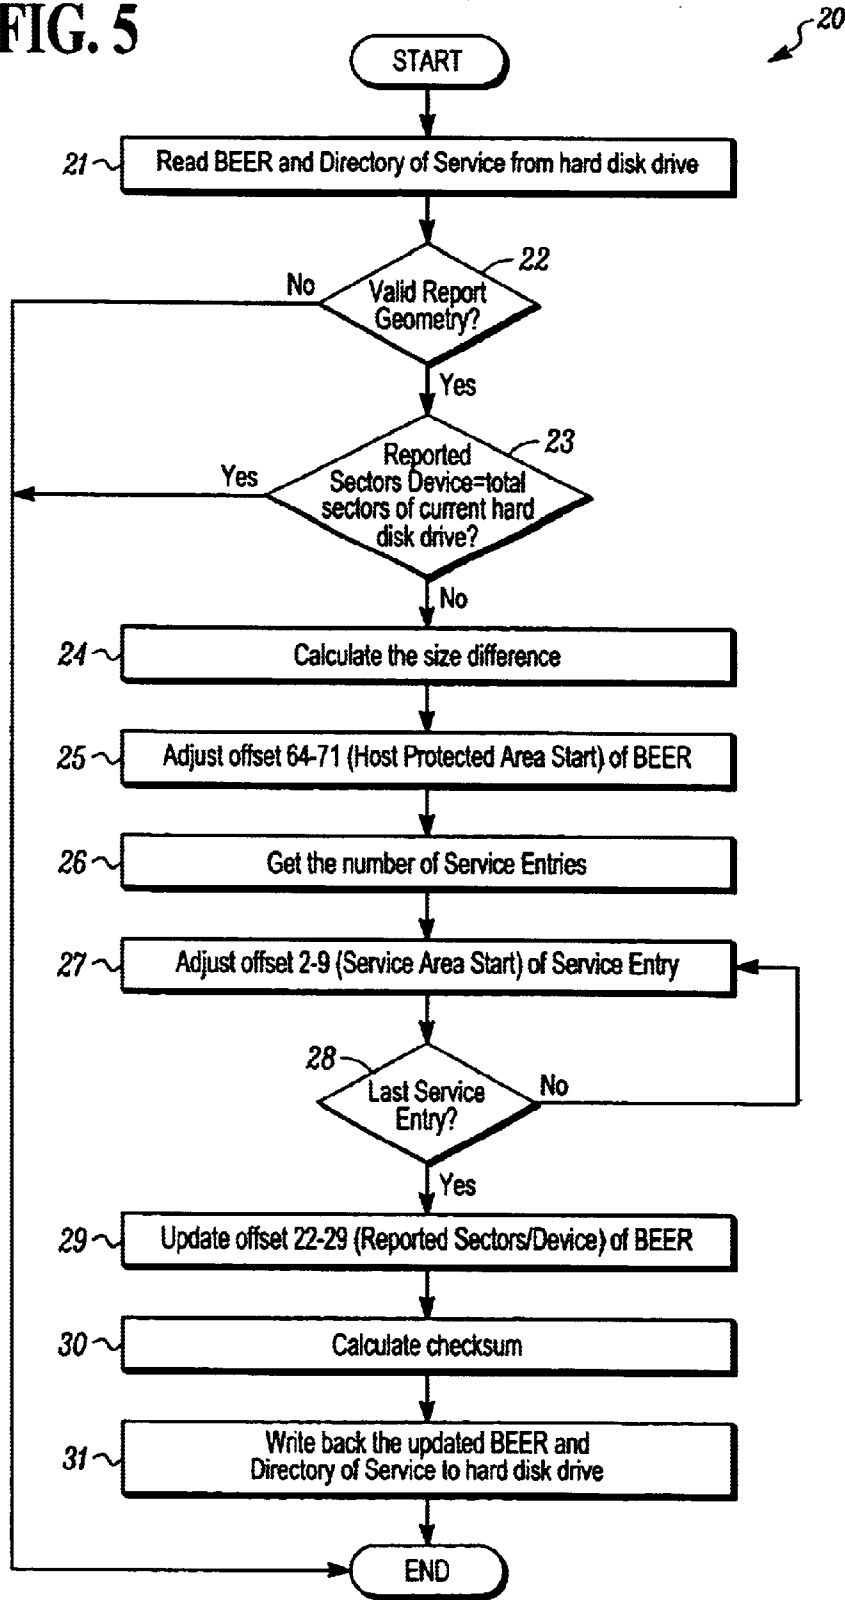 FIG. 5
20
START
21
Read BEER and Directory of Service from hard disk drive
22
No
Valid Report
Geometry?
Yes
23
Yes
Reported
Sectors Device=total
sectors of current hard
disk drive?
No
24
Calculate the size difference
25
Adjust offset 64-71 (Host Protected Area Start) of BEER
26
Get the number of Service Entries
27
Adjust offset 2-9 (Service Area Start) of Service Entry
28
Last Service
Entry?
No
Yes
29
Update offset 22-29 (Reported Sectors/Device) of BEER
30
Calculate checksum
31
Write back the updated BEER and
Directory of Service to hard disk drive
END